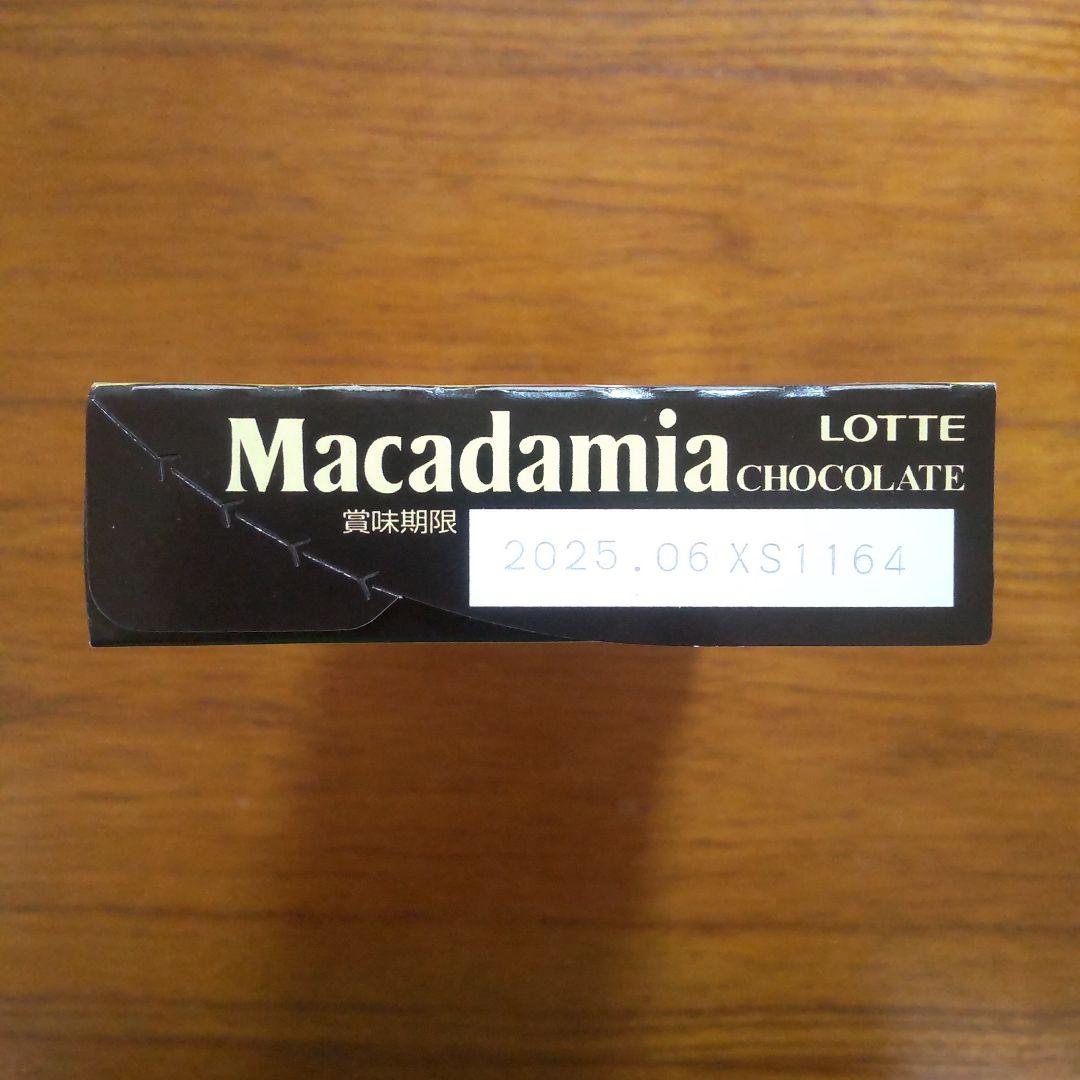 Macadamia
LOTTE
CHOCOLATE
賞味期限
2025.06 XS1164